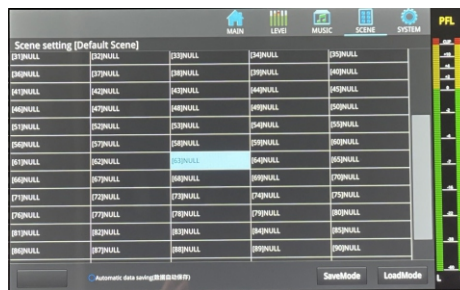 MAIN LEVEL MUSIC SCENE SYSTEM PFL
Scene setting [Default Scene]
[31]NULL [32]NULL [33]NULL [34]NULL [35]NULL
[36]NULL [37]NULL [38]NULL [39]NULL [40]NULL
[41]NULL [42]NULL [43]NULL [44]NULL [45]NULL
[46]NULL [47]NULL [48]NULL [49]NULL [50]NULL
[51]NULL [52]NULL [53]NULL [54]NULL [55]NULL
[56]NULL [57]NULL [58]NULL [59]NULL [60]NULL
[61]NULL [62]NULL [63]NULL [64]NULL [65]NULL
[66]NULL [67]NULL [68]NULL [69]NULL [70]NULL
[71]NULL [72]NULL [73]NULL [74]NULL [75]NULL
[76]NULL [77]NULL [78]NULL [79]NULL [80]NULL
[81]NULL [82]NULL [83]NULL [84]NULL [85]NULL
[86]NULL [87]NULL [88]NULL [89]NULL [90]NULL
Automatic data saving(数据自动保存) SaveMode LoadMode L